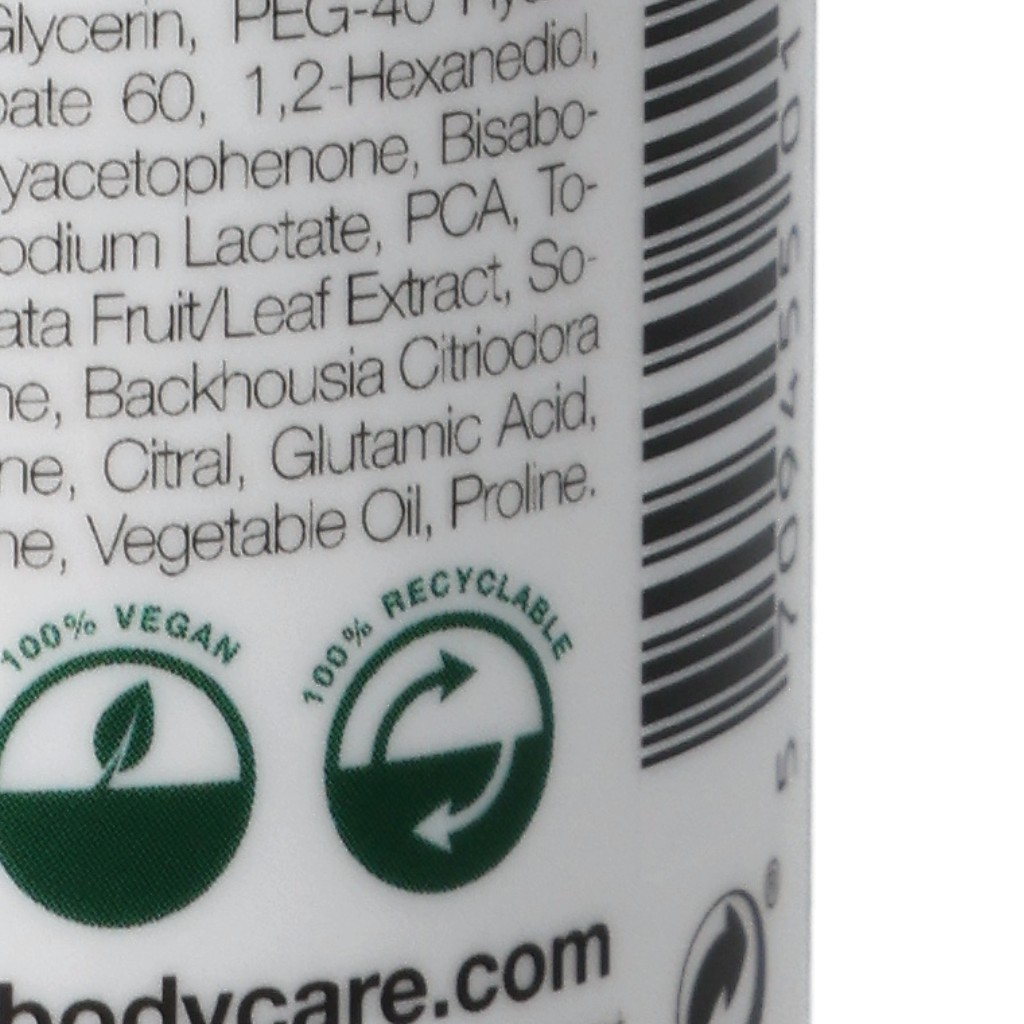 Glycerin, PEG-40
60, 1,2-Hexanediol,
yacetophenone, Bisabo-
odium Lactate, PCA, To-
ata Fruit/Leaf Extract, So-
ne, Backhousia Citriodora
ne, Citral, Glutamic Acid,
ne, Vegetable Oil, Proline.
100% VEGAN
100% RECYCLABLE
bodycare.com
®